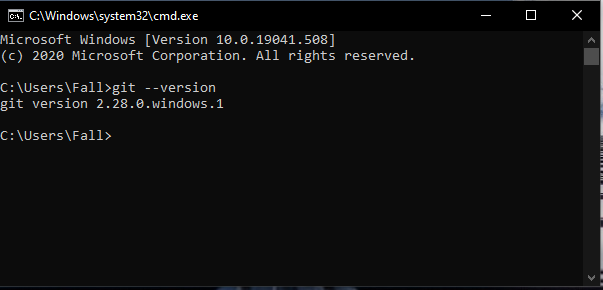 C:\Windows\system32\cmd.exe
Microsoft Windows [Version 10.0.19041.508]
(c) 2020 Microsoft Corporation. All rights reserved.
C:\Users\Fall>git --version
git version 2.28.0.windows.1
C:\Users\Fall>